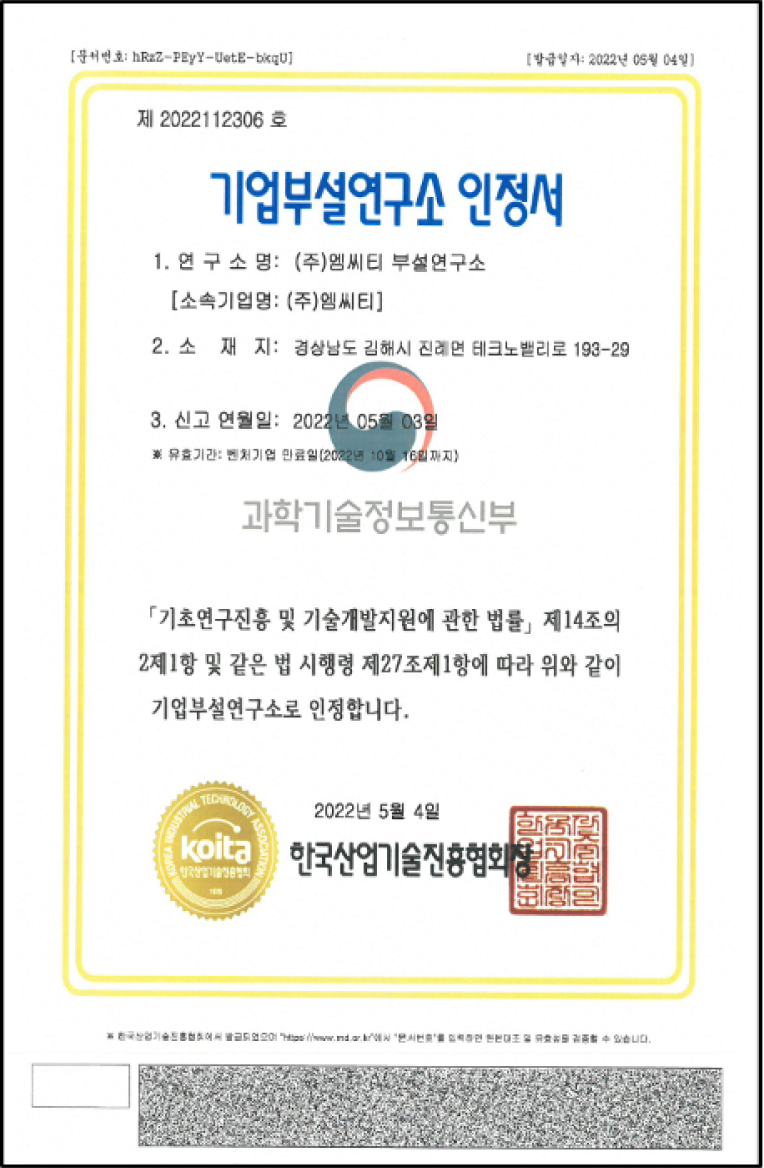 [문서번호: hRzZ-PEyY-UetE-bkqU]
[발급일자: 2022년 05월 04일]
제 2022112306 호
기업부설연구소 인정서
1. 연 구 소 명: (주)엠씨티 부설연구소
[소속기업명: (주)엠씨티]
2. 소 재 지: 경상남도 김해시 진례면 테크노밸리로 193-29
3. 신고 연월일: 2022년 05월 03일
※ 유효기간: 벤처기업 만료일(2022년 10월 16일까지)
과학기술정보통신부
「기초연구진흥 및 기술개발지원에 관한 법률」 제14조의
2제1항 및 같은 법 시행령 제27조제1항에 따라 위와 같이
기업부설연구소로 인정합니다.
2022년 5월 4일
KOREA INDUSTRIAL TECHNOLOGY ASSOCIATION
koita
한국산업기술진흥협회
한국산업기술진흥협회장
※ 한국산업기술진흥협회에서 발급되었으며 "https://www.rnd.or.kr"에서 "문서번호"를 입력하면 원본대조 및 유효성을 검증할 수 있습니다.